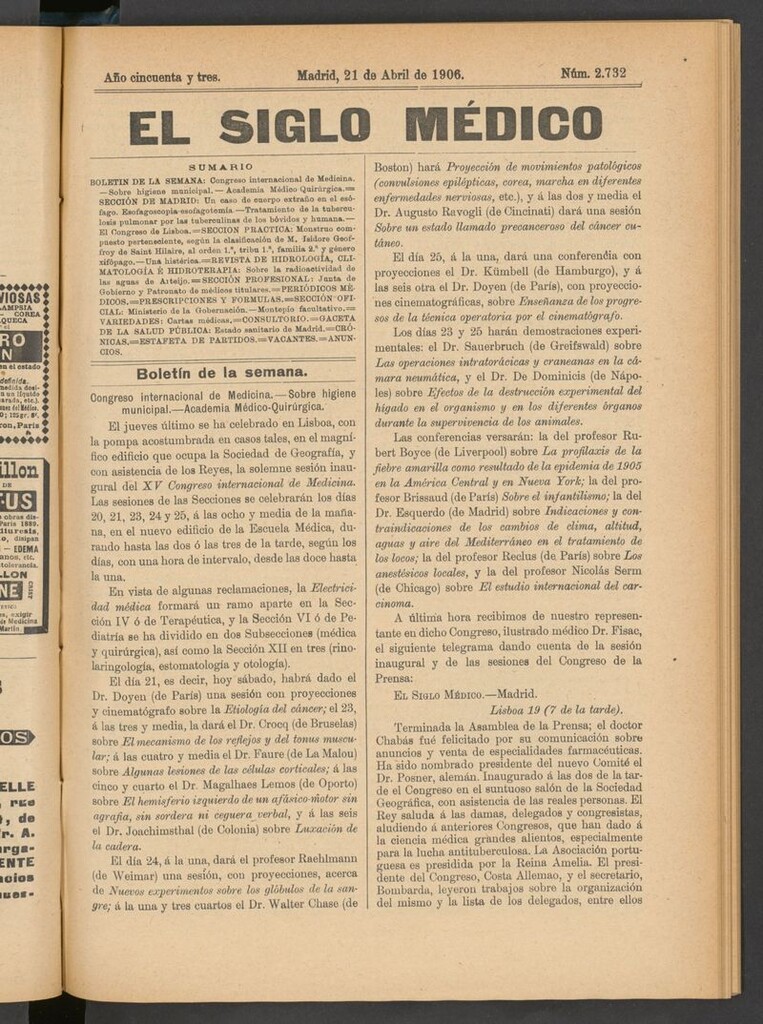 Año cincuenta y tres.
Madrid, 21 de Abril de 1906.
Núm. 2.732
EL SIGLO MÉDICO
SUMARIO
BOLETIN DE LA SEMANA: Congreso internacional de Medicina.
—Sobre higiene municipal.—Academia Médico Quirúrgica.=
SECCIÓN DE MADRID: Un caso de cuerpo extraño en el esó-
fago. Esofagoscopia-esofagotomia.—Tratamiento de la tubercu-
losis pulmonar por las tuberculinas de los bóvidos y humana.—
El Congreso de Lisboa.=SECCION PRACTICA: Monstruo com-
puesto perteneciente, según la clasificación de M. Isidore Geof-
froy de Saint Hilaire, al orden 1.º, tribu 1.ª, familia 2.ª y género
xifópago.—Una histérica.=REVISTA DE HIDROLOGÍA, CLI-
MATOLOGÍA É HIDROTERAPIA: Sobre la radioactividad de
las aguas de Arteijo.=SECCIÓN PROFESIONAL: Junta de
Gobierno y Patronato de médicos titulares.=PERIÓDICOS MÉ-
DICOS.=PRESCRIPCIONES Y FORMULAS.=SECCIÓN OFI-
CIAL: Ministerio de la Gobernación.—Montepio facultativo.=
VARIEDADES: Cartas médicas.=CONSULTORIO.=GACETA
DE LA SALUD PÚBLICA: Estado sanitario de Madrid.=CRÓ-
NICAS.=ESTAFETA DE PARTIDOS.=VACANTES.=ANUN-
CIOS.
Boletín de la semana.
Congreso internacional de Medicina.—Sobre higiene
municipal.—Academia Médico-Quirúrgica.
El jueves último se ha celebrado en Lisboa, con
la pompa acostumbrada en casos tales, en el magní-
fico edificio que ocupa la Sociedad de Geografía, y con
asistencia de los Reyes, la solemne sesión inau-
gural del XV Congreso internacional de Medicina.
Las sesiones de las Secciones se celebrarán los días
20, 21, 23, 24 y 25, á las ocho y media de la maña-
na, en el nuevo edificio de la Escuela Médica, du-
rando hasta las dos ó las tres de la tarde, según los
días, con una hora de intervalo, desde las doce hasta
la una.
En vista de algunas reclamaciones, la Electrici-
dad médica formará un ramo aparte en la Sec-
ción IV ó de Terapéutica, y la Sección VI ó de Pe-
diatría se ha dividido en dos Subsecciones (médica
y quirúrgica), así como la Sección XII en tres (rino-
laringología, estomatología y otología).
El día 21, es decir, hoy sábado, habrá dado el
Dr. Doyen (de París) una sesión con proyecciones
y cinematógrafo sobre la Etiología del cáncer; el 23,
á las tres y media, la dará el Dr. Crocq (de Bruselas)
sobre El mecanismo de los reflejos y del tonus muscu-
lar; á las cuatro y media el Dr. Faure (de La Malou)
sobre Algunas lesiones de las células corticales; á las
cinco y cuarto el Dr. Magalhaes Lemos (de Oporto)
sobre El hemisferio izquierdo de un afásico-motor sin
agrafia, sin sordera ni ceguera verbal, y á las seis
el Dr. Joachimsthal (de Colonia) sobre Luxación de
la cadera.
El día 24, á la una, dará el profesor Raehlmann
(de Weimar) una sesión, con proyecciones, acerca
de Nuevos experimentos sobre los glóbulos de la san-
gre; á la una y tres cuartos el Dr. Walter Chase (de
Boston) hará Proyección de movimientos patológicos
(convulsiones epilépticas, corea, marcha en diferentes
enfermedades nerviosas, etc.), y á las dos y media el
Dr. Augusto Ravogli (de Cincinati) dará una sesión
Sobre un estado llamado precanceroso del cáncer cu-
táneo.
El día 25, á la una, dará una conferencia con
proyecciones el Dr. Kümbell (de Hamburgo), y á
las seis otra el Dr. Doyen (de París), con proyeccio-
nes cinematográficas, sobre Enseñanza de los progre-
sos de la técnica operatoria por el cinematógrafo.
Los días 23 y 25 harán demostraciones experi-
mentales: el Dr. Sauerbruch (de Greifswald) sobre
Las operaciones intratorácicas y craneanas en la cá-
mara neumática, y el Dr. De Dominicis (de Nápo-
les) sobre Efectos de la destrucción experimental del
hígado en el organismo y en los diferentes órganos
durante la supervivencia de los animales.
Las conferencias versarán: la del profesor Ru-
bert Boyce (de Liverpool) sobre La profilaxis de la
fiebre amarilla como resultado de la epidemia de 1905
en la América Central y en Nueva York; la del pro-
fesor Brissaud (de París) Sobre el infantilismo; la del
Dr. Esquerdo (de Madrid) sobre Indicaciones y con-
traindicaciones de los cambios de clima, altitud,
aguas y aire del Mediterráneo en el tratamiento de
los locos; la del profesor Reclus (de París) sobre Los
anestésicos locales, y la del profesor Nicolás Serm
(de Chicago) sobre El estudio internacional del car-
cinoma.
A última hora recibimos de nuestro represen-
tante en dicho Congreso, ilustrado médico Dr. Fisac,
el siguiente telegrama dando cuenta de la sesión
inaugural y de las sesiones del Congreso de la
Prensa:
EL SIGLO MÉDICO.—Madrid.
Lisboa 19 (7 de la tarde).
Terminada la Asamblea de la Prensa; el doctor
Chabás fué felicitado por su comunicación sobre
anuncios y venta de especialidades farmacéuticas.
Ha sido nombrado presidente del nuevo Comité el
Dr. Posner, alemán. Inaugurado á las dos de la tar-
de el Congreso en el suntuoso salón de la Sociedad
Geográfica, con asistencia de las reales personas. El
Rey saluda á las damas, delegados y congresistas,
aludiendo á anteriores Congresos, que han dado á
la ciencia médica grandes alientos, especialmente
para la lucha antituberculosa. La Asociación portu-
guesa es presidida por la Reina Amelia. El presi-
dente del Congreso, Costa Allemao, y el secretario,
Bombarda, leyeron trabajos sobre la organización
del mismo y la lista de los delegados, entre ellos